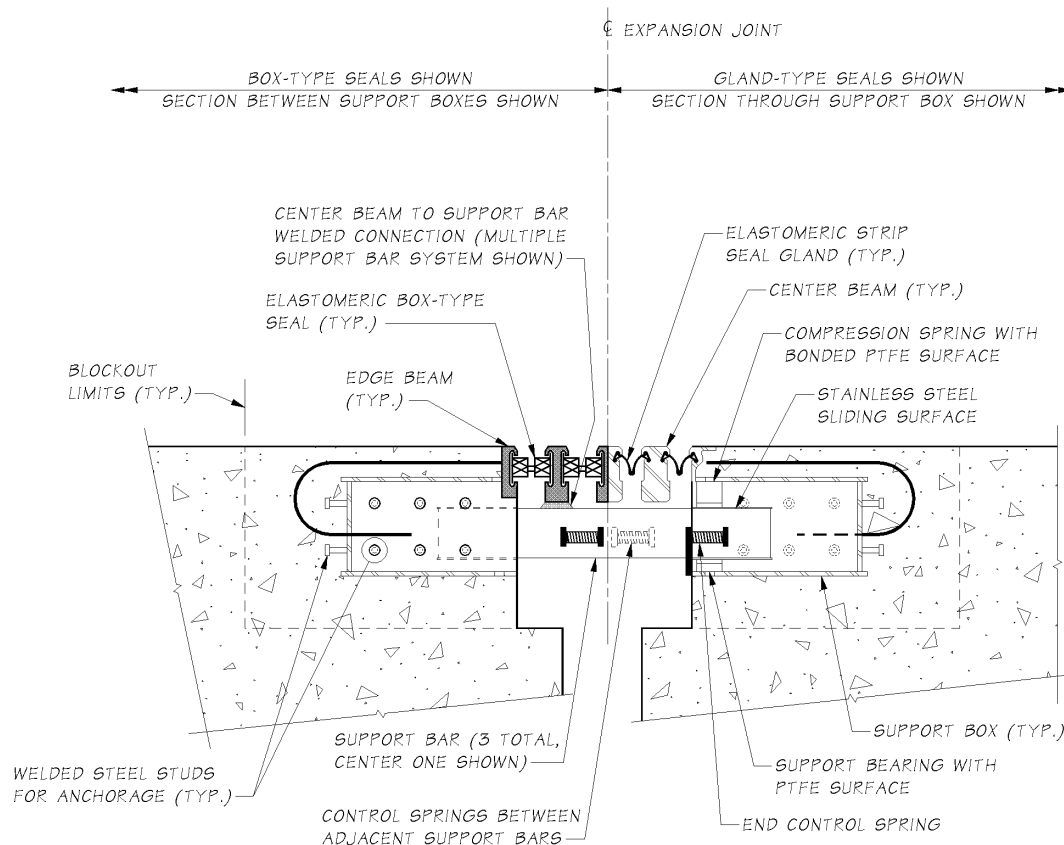 ℄ EXPANSION JOINT
BOX-TYPE SEALS SHOWN
SECTION BETWEEN SUPPORT BOXES SHOWN
GLAND-TYPE SEALS SHOWN
SECTION THROUGH SUPPORT BOX SHOWN
CENTER BEAM TO SUPPORT BAR
WELDED CONNECTION (MULTIPLE
SUPPORT BAR SYSTEM SHOWN)
ELASTOMERIC STRIP
SEAL GLAND (TYP.)
CENTER BEAM (TYP.)
ELASTOMERIC BOX-TYPE
SEAL (TYP.)
COMPRESSION SPRING WITH
BONDED PTFE SURFACE
BLOCKOUT
LIMITS (TYP.)
EDGE BEAM
(TYP.)
STAINLESS STEEL
SLIDING SURFACE
SUPPORT BAR (3 TOTAL,
CENTER ONE SHOWN)
SUPPORT BOX (TYP.)
WELDED STEEL STUDS
FOR ANCHORAGE (TYP.)
SUPPORT BEARING WITH
PTFE SURFACE
CONTROL SPRINGS BETWEEN
ADJACENT SUPPORT BARS
END CONTROL SPRING